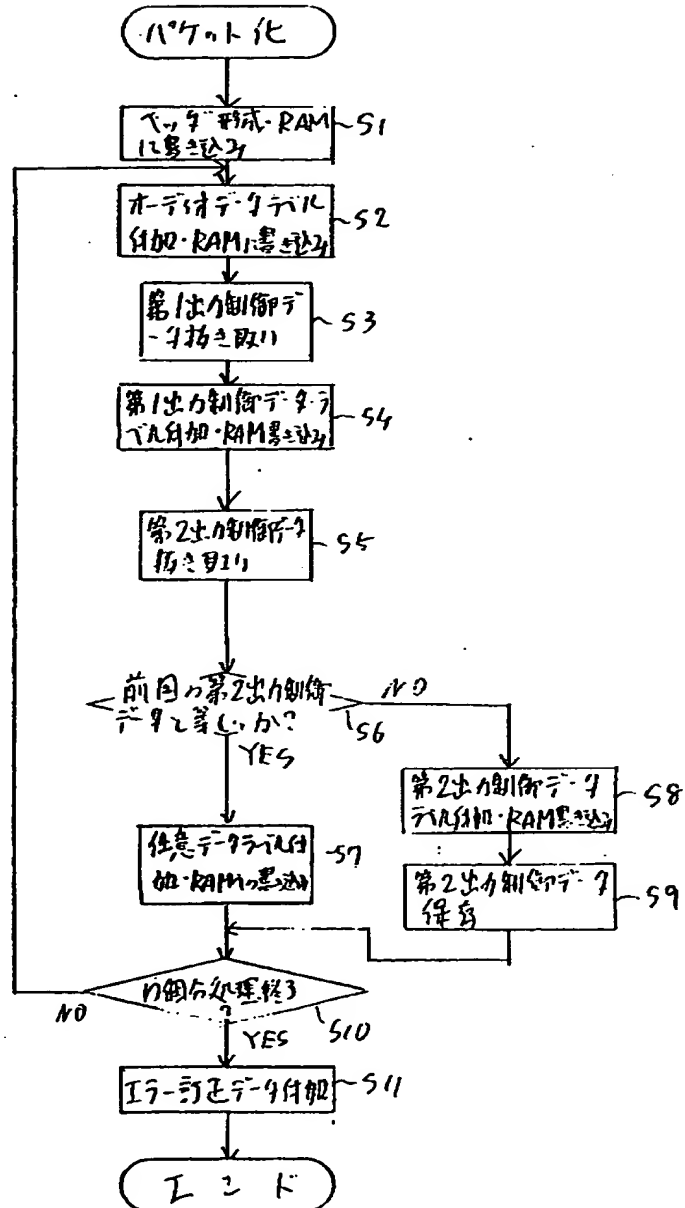 パケット化
ヘッダ形成・RAM
に書き込み
S1
オーディオデータラベル
付加・RAMに書き込み
S2
第1出力制御デ
ータ抜き取り
S3
第1出力制御データ・ラ
ベル付加・RAM書き込み
S4
第2出力制御データ
抜き取り
S5
前回の第2出力制御
データと等しいか?
S6
NO
YES
任意データラベル付
加・RAMへ書き込み
S7
第2出力制御データ
ラベル付加・RAM書き込み
S8
第2出力制御データ
保存
S9
n個分処理終了
?
S10
NO
YES
エラー訂正データ付加
S11
エンド